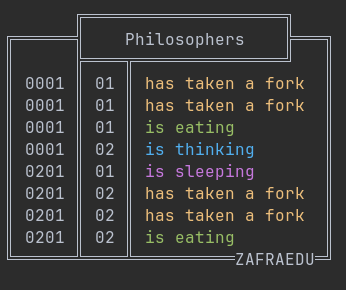 Philosophers
0001 01 has taken a fork
0001 01 has taken a fork
0001 01 is eating
0001 02 is thinking
0201 01 is sleeping
0201 02 has taken a fork
0201 02 has taken a fork
0201 02 is eating
ZAFRAEDU